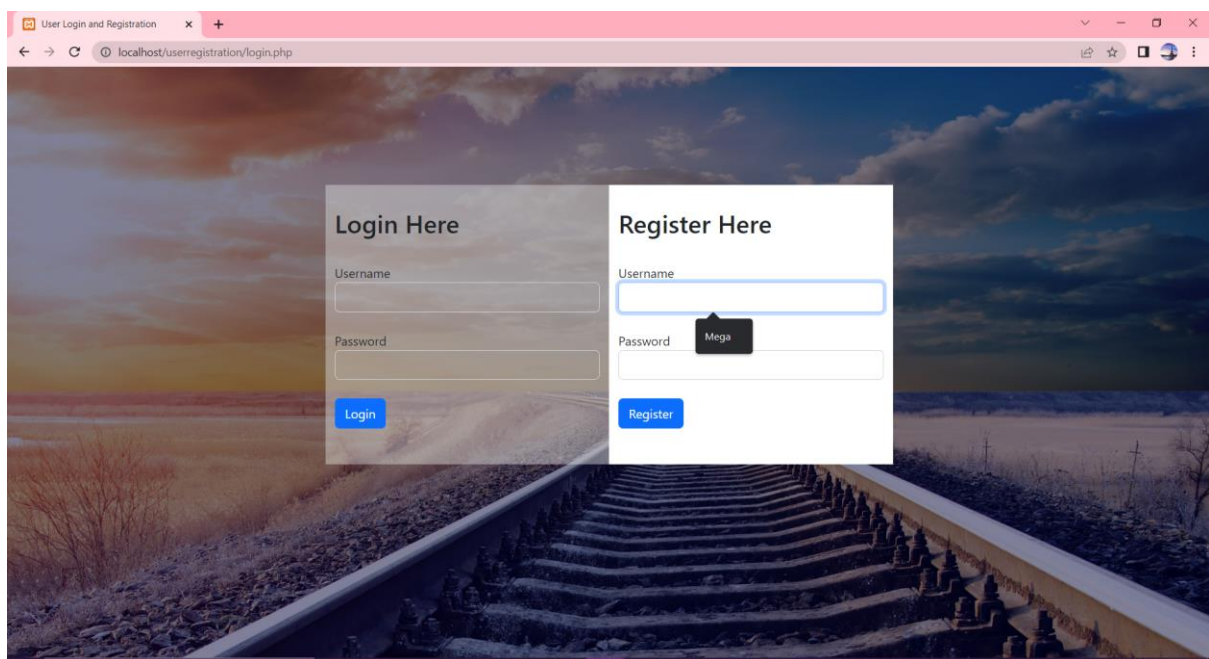 User Login and Registration
localhost/userregistration/login.php
Login Here
Username
Password
Login
Register Here
Username
Mega
Password
Register